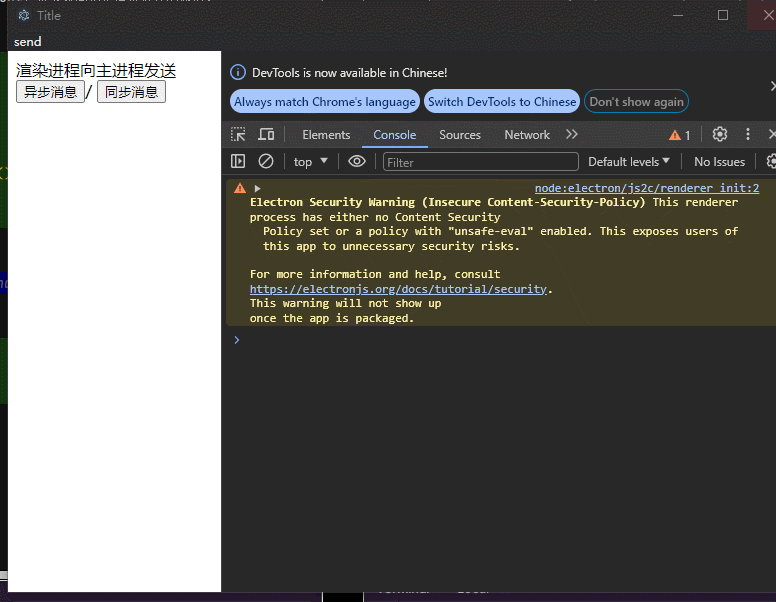 Title
send
渲染进程向主进程发送
异步消息/ 同步消息
DevTools is now available in Chinese!
Always match Chrome's language Switch DevTools to Chinese Don't show again
Elements Console Sources Network 1
top Filter Default levels No Issues
node:electron/js2c/renderer_init:2
Electron Security Warning (Insecure Content-Security-Policy) This renderer
process has either no Content Security
Policy set or a policy with "unsafe-eval" enabled. This exposes users of
this app to unnecessary security risks.
For more information and help, consult
https://electronjs.org/docs/tutorial/security.
This warning will not show up
once the app is packaged.